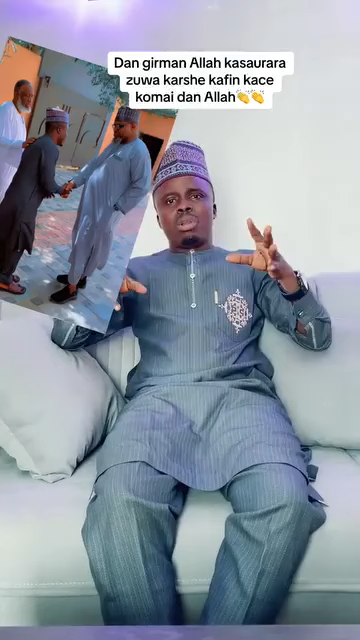 Dan girman Allah kasaurara
zuwa karshe kafin kace
komai dan Allah👏👏